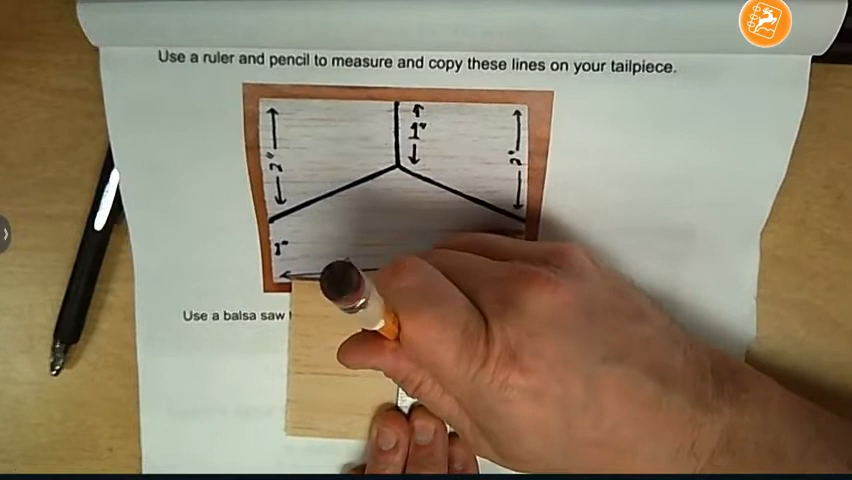 Use a ruler and pencil to measure and copy these lines on your tailpiece.
1"
2"
2"
1"
Use a balsa saw